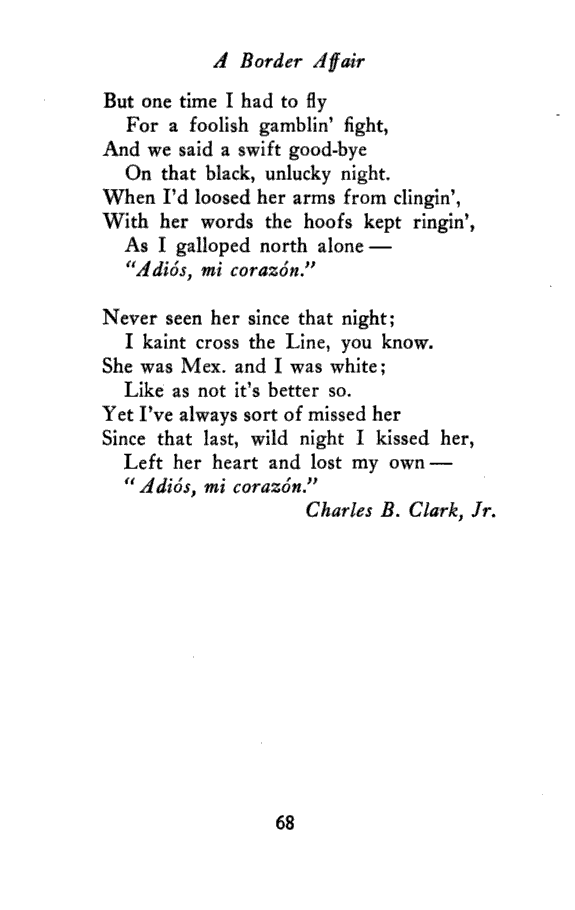 A Border Affair
But one time I had to fly
For a foolish gamblin' fight,
And we said a swift good-bye
On that black, unlucky night.
When I'd loosed her arms from clingin',
With her words the hoofs kept ringin',
As I galloped north alone —
"Adiós, mi corazón."
Never seen her since that night;
I kaint cross the Line, you know.
She was Mex. and I was white;
Like as not it's better so.
Yet I've always sort of missed her
Since that last, wild night I kissed her,
Left her heart and lost my own —
"Adiós, mi corazón."
Charles B. Clark, Jr.
68